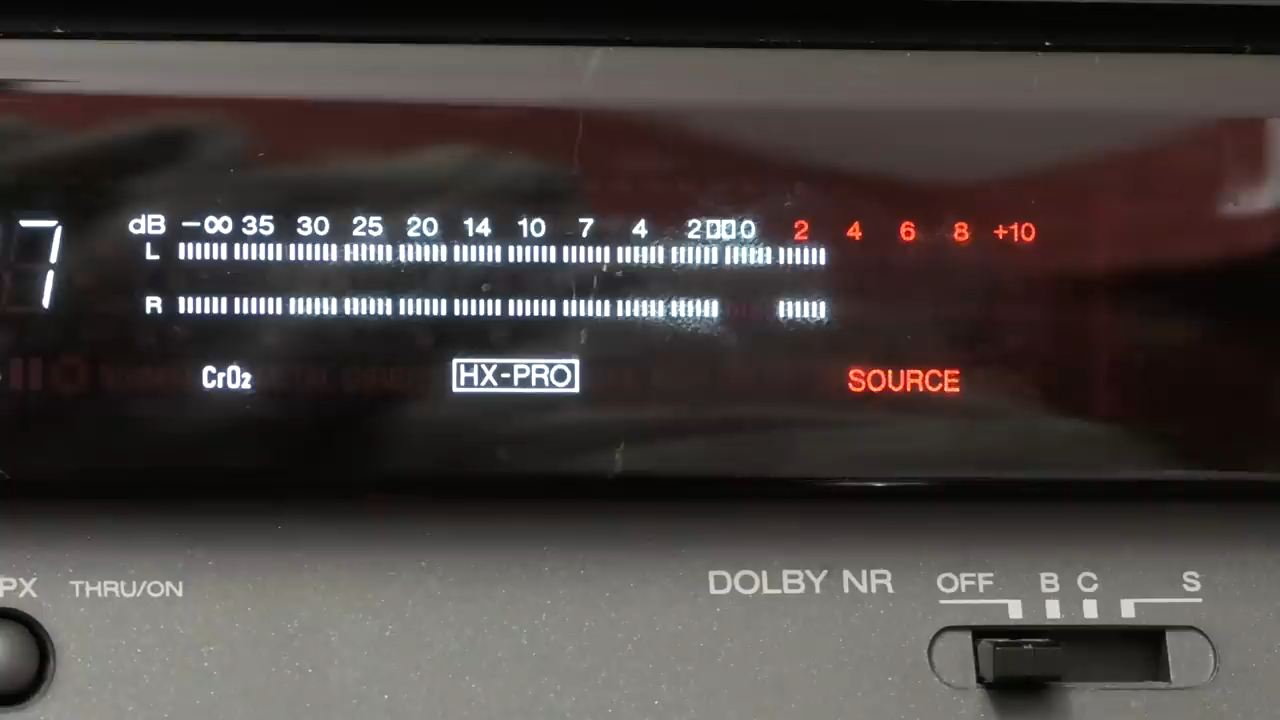 7
dB −∞ 35 30 25 20 14 10 7 4 2 0 2 4 6 8 +10
L
R
CrO₂ HX-PRO SOURCE
PX THRU/ON DOLBY NR OFF B C S